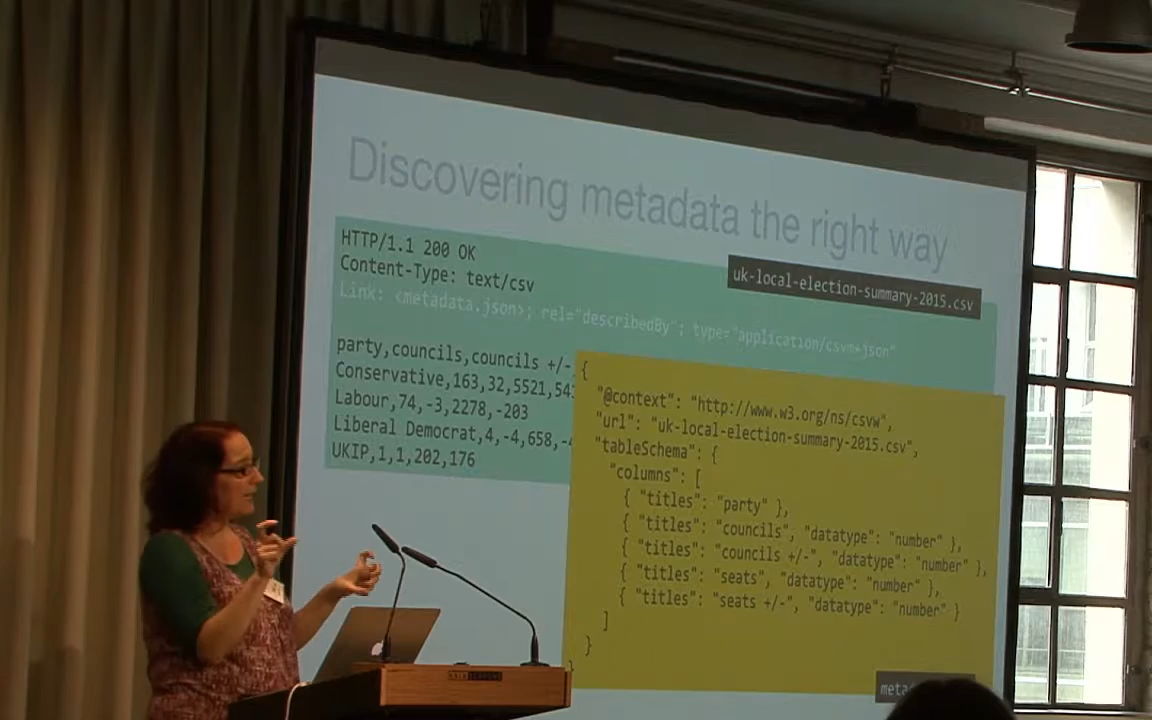 Discovering metadata the right way
HTTP/1.1 200 OK
Content-Type: text/csv
Link: <metadata.json>; rel="describedBy"; type="application/csvm+json"
uk-local-election-summary-2015.csv
party,councils,councils +/-
Conservative,163,32,5521,541
Labour,74,-3,2278,-203
Liberal Democrat,4,-4,658,-4
UKIP,1,1,202,176
{
"@context": "http://www.w3.org/ns/csvw",
"url": "uk-local-election-summary-2015.csv",
"tableSchema": {
"columns": [
{ "titles": "party" },
{ "titles": "councils", "datatype": "number" },
{ "titles": "councils +/-", "datatype": "number" },
{ "titles": "seats", "datatype": "number" },
{ "titles": "seats +/-", "datatype": "number" }
]
}
}